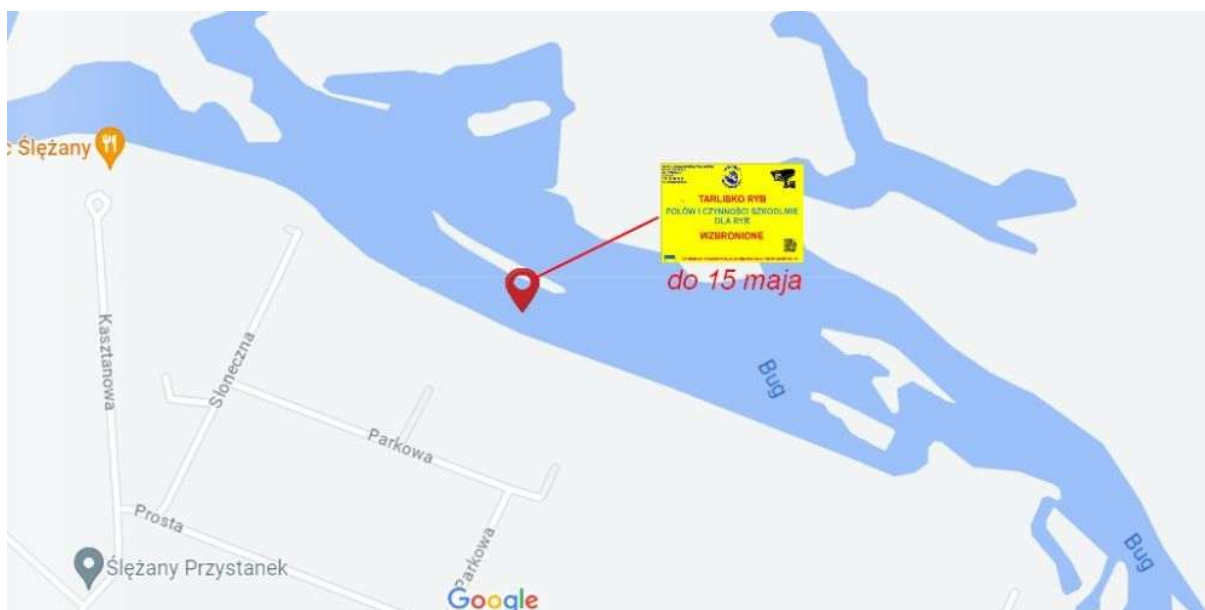 c Ślężany
TARLISKO RYB
POŁÓW I CZYNNOŚCI SZKODLIWE
DLA RYB
WZBRONIONE
do 15 maja
Kasztanowa
Słoneczna
Bug
Parkowa
Prosta
Parkowa
Bug
Ślężany Przystanek
Google